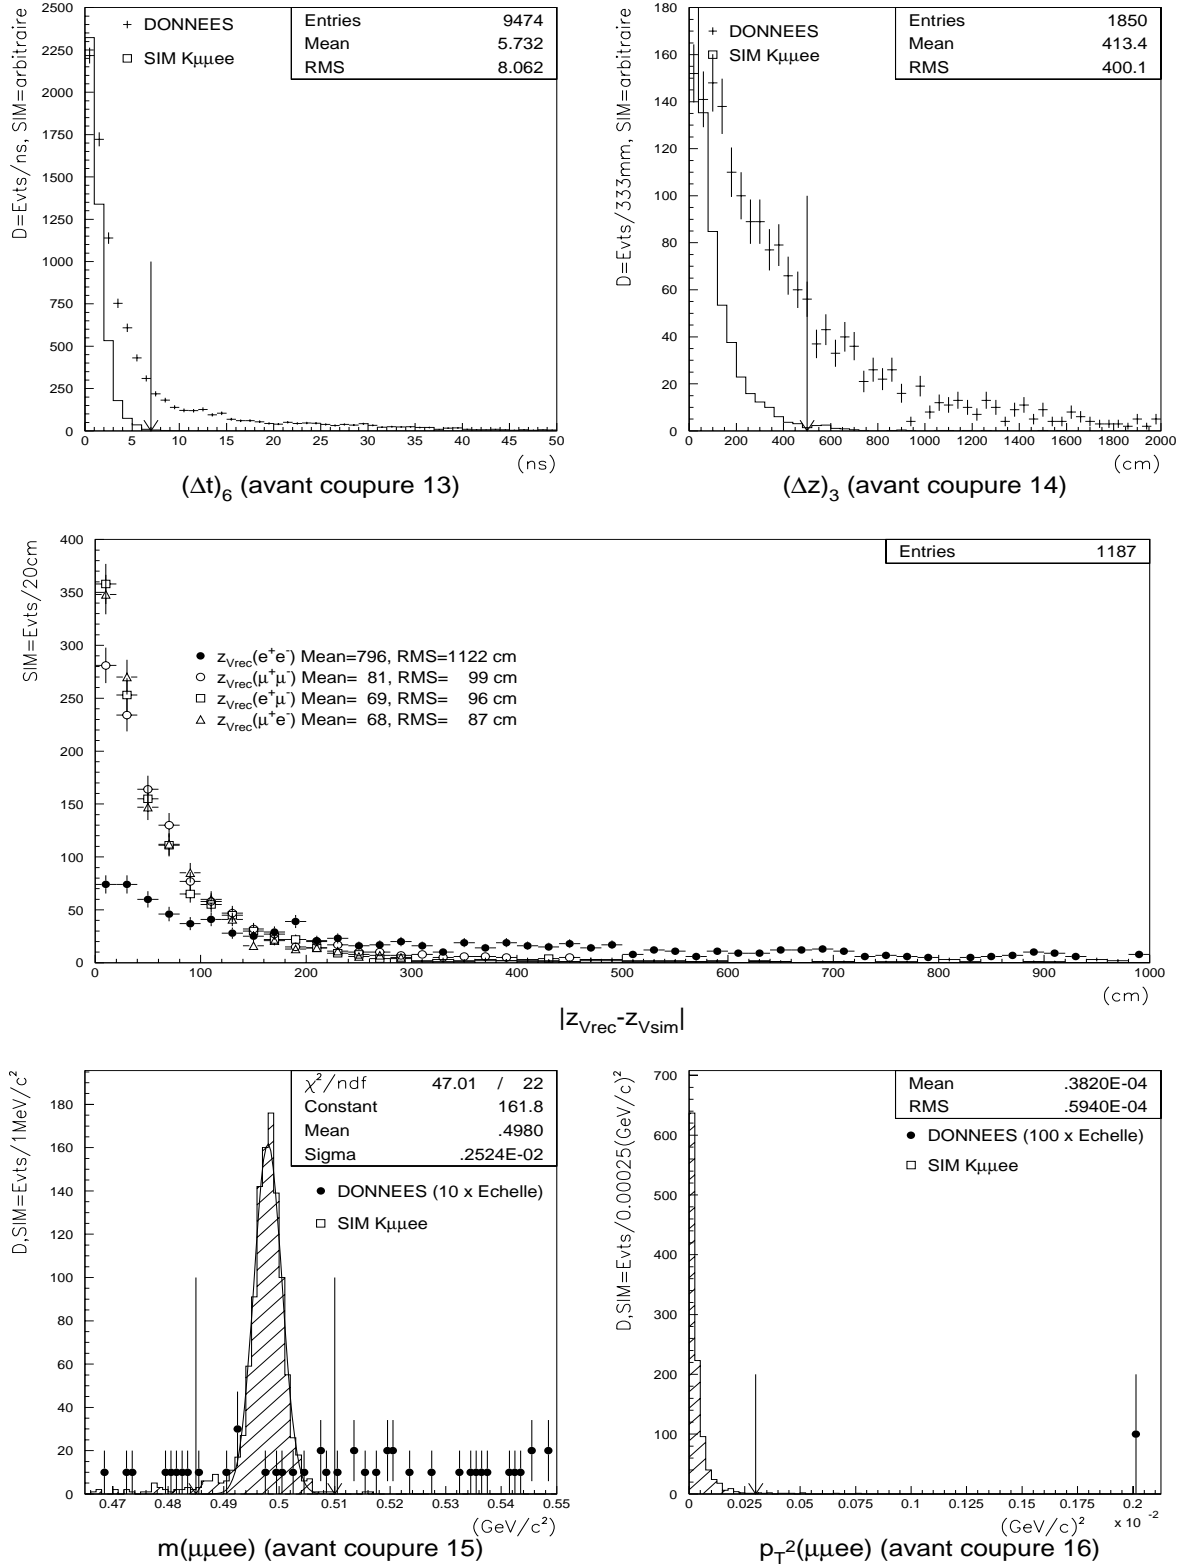 DONNEES
SIM Kμμee
Entries 9474
Mean 5.732
RMS 8.062
D=Evts/ns, SIM=arbitraire
2500
2250
2000
1750
1500
1250
1000
750
500
250
0
0 5 10 15 20 25 30 35 40 45 50
(ns)
(Δt)₆ (avant coupure 13)
DONNEES
SIM Kμμee
Entries 1850
Mean 413.4
RMS 400.1
D=Evts/333mm, SIM=arbitraire
180
160
140
120
100
80
60
40
20
0
0 200 400 600 800 1000 1200 1400 1600 1800 2000
(cm)
(Δz)₃ (avant coupure 14)
Entries 1187
SIM=Evts/20cm
400
350
300
250
200
150
100
50
0
z_Vrec(e⁺e⁻) Mean=796, RMS=1122 cm
z_Vrec(μ⁺μ⁻) Mean= 81, RMS= 99 cm
z_Vrec(e⁺μ⁻) Mean= 69, RMS= 96 cm
z_Vrec(μ⁺e⁻) Mean= 68, RMS= 87 cm
0 100 200 300 400 500 600 700 800 900 1000
(cm)
|z_Vrec-z_Vsim|
χ²/ndf 47.01 / 22
Constant 161.8
Mean .4980
Sigma .2524E-02
DONNEES (10 x Echelle)
SIM Kμμee
D,SIM=Evts/1MeV/c²
180
160
140
120
100
80
60
40
20
0
0.47 0.48 0.49 0.5 0.51 0.52 0.53 0.54 0.55
(GeV/c²)
m(μμee) (avant coupure 15)
Mean .3820E-04
RMS .5940E-04
DONNEES (100 x Echelle)
SIM Kμμee
D,SIM=Evts/0.00025(GeV/c)²
700
600
500
400
300
200
100
0
0 0.025 0.05 0.075 0.1 0.125 0.15 0.175 0.2
x 10⁻²
(GeV/c)²
p_T²(μμee) (avant coupure 16)